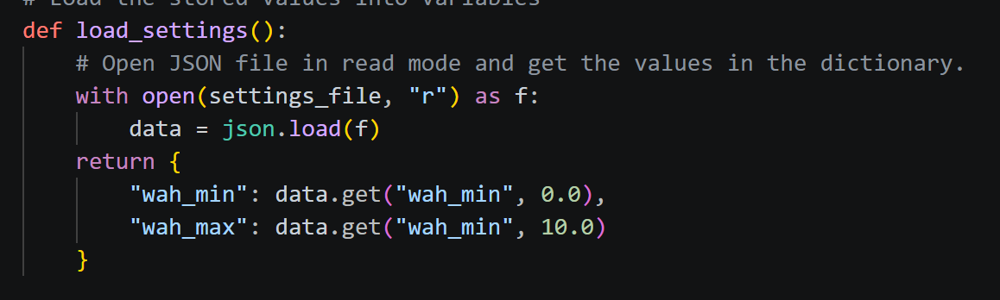 # Load the stored values into variables
def load_settings():
    # Open JSON file in read mode and get the values in the dictionary.
    with open(settings_file, "r") as f:
        data = json.load(f)
    return {
        "wah_min": data.get("wah_min", 0.0),
        "wah_max": data.get("wah_min", 10.0)
    }